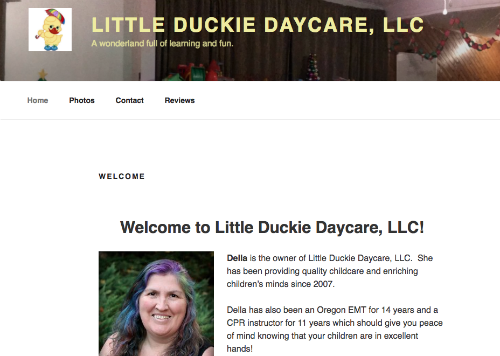 LITTLE DUCKIE DAYCARE, LLC
A wonderland full of learning and fun.
Home Photos Contact Reviews
WELCOME
Welcome to Little Duckie Daycare, LLC!
Della is the owner of Little Duckie Daycare, LLC.  She
has been providing quality childcare and enriching
children's minds since 2007.
Della has also been an Oregon EMT for 14 years and a
CPR instructor for 11 years which should give you peace
of mind knowing that your children are in excellent
hands!